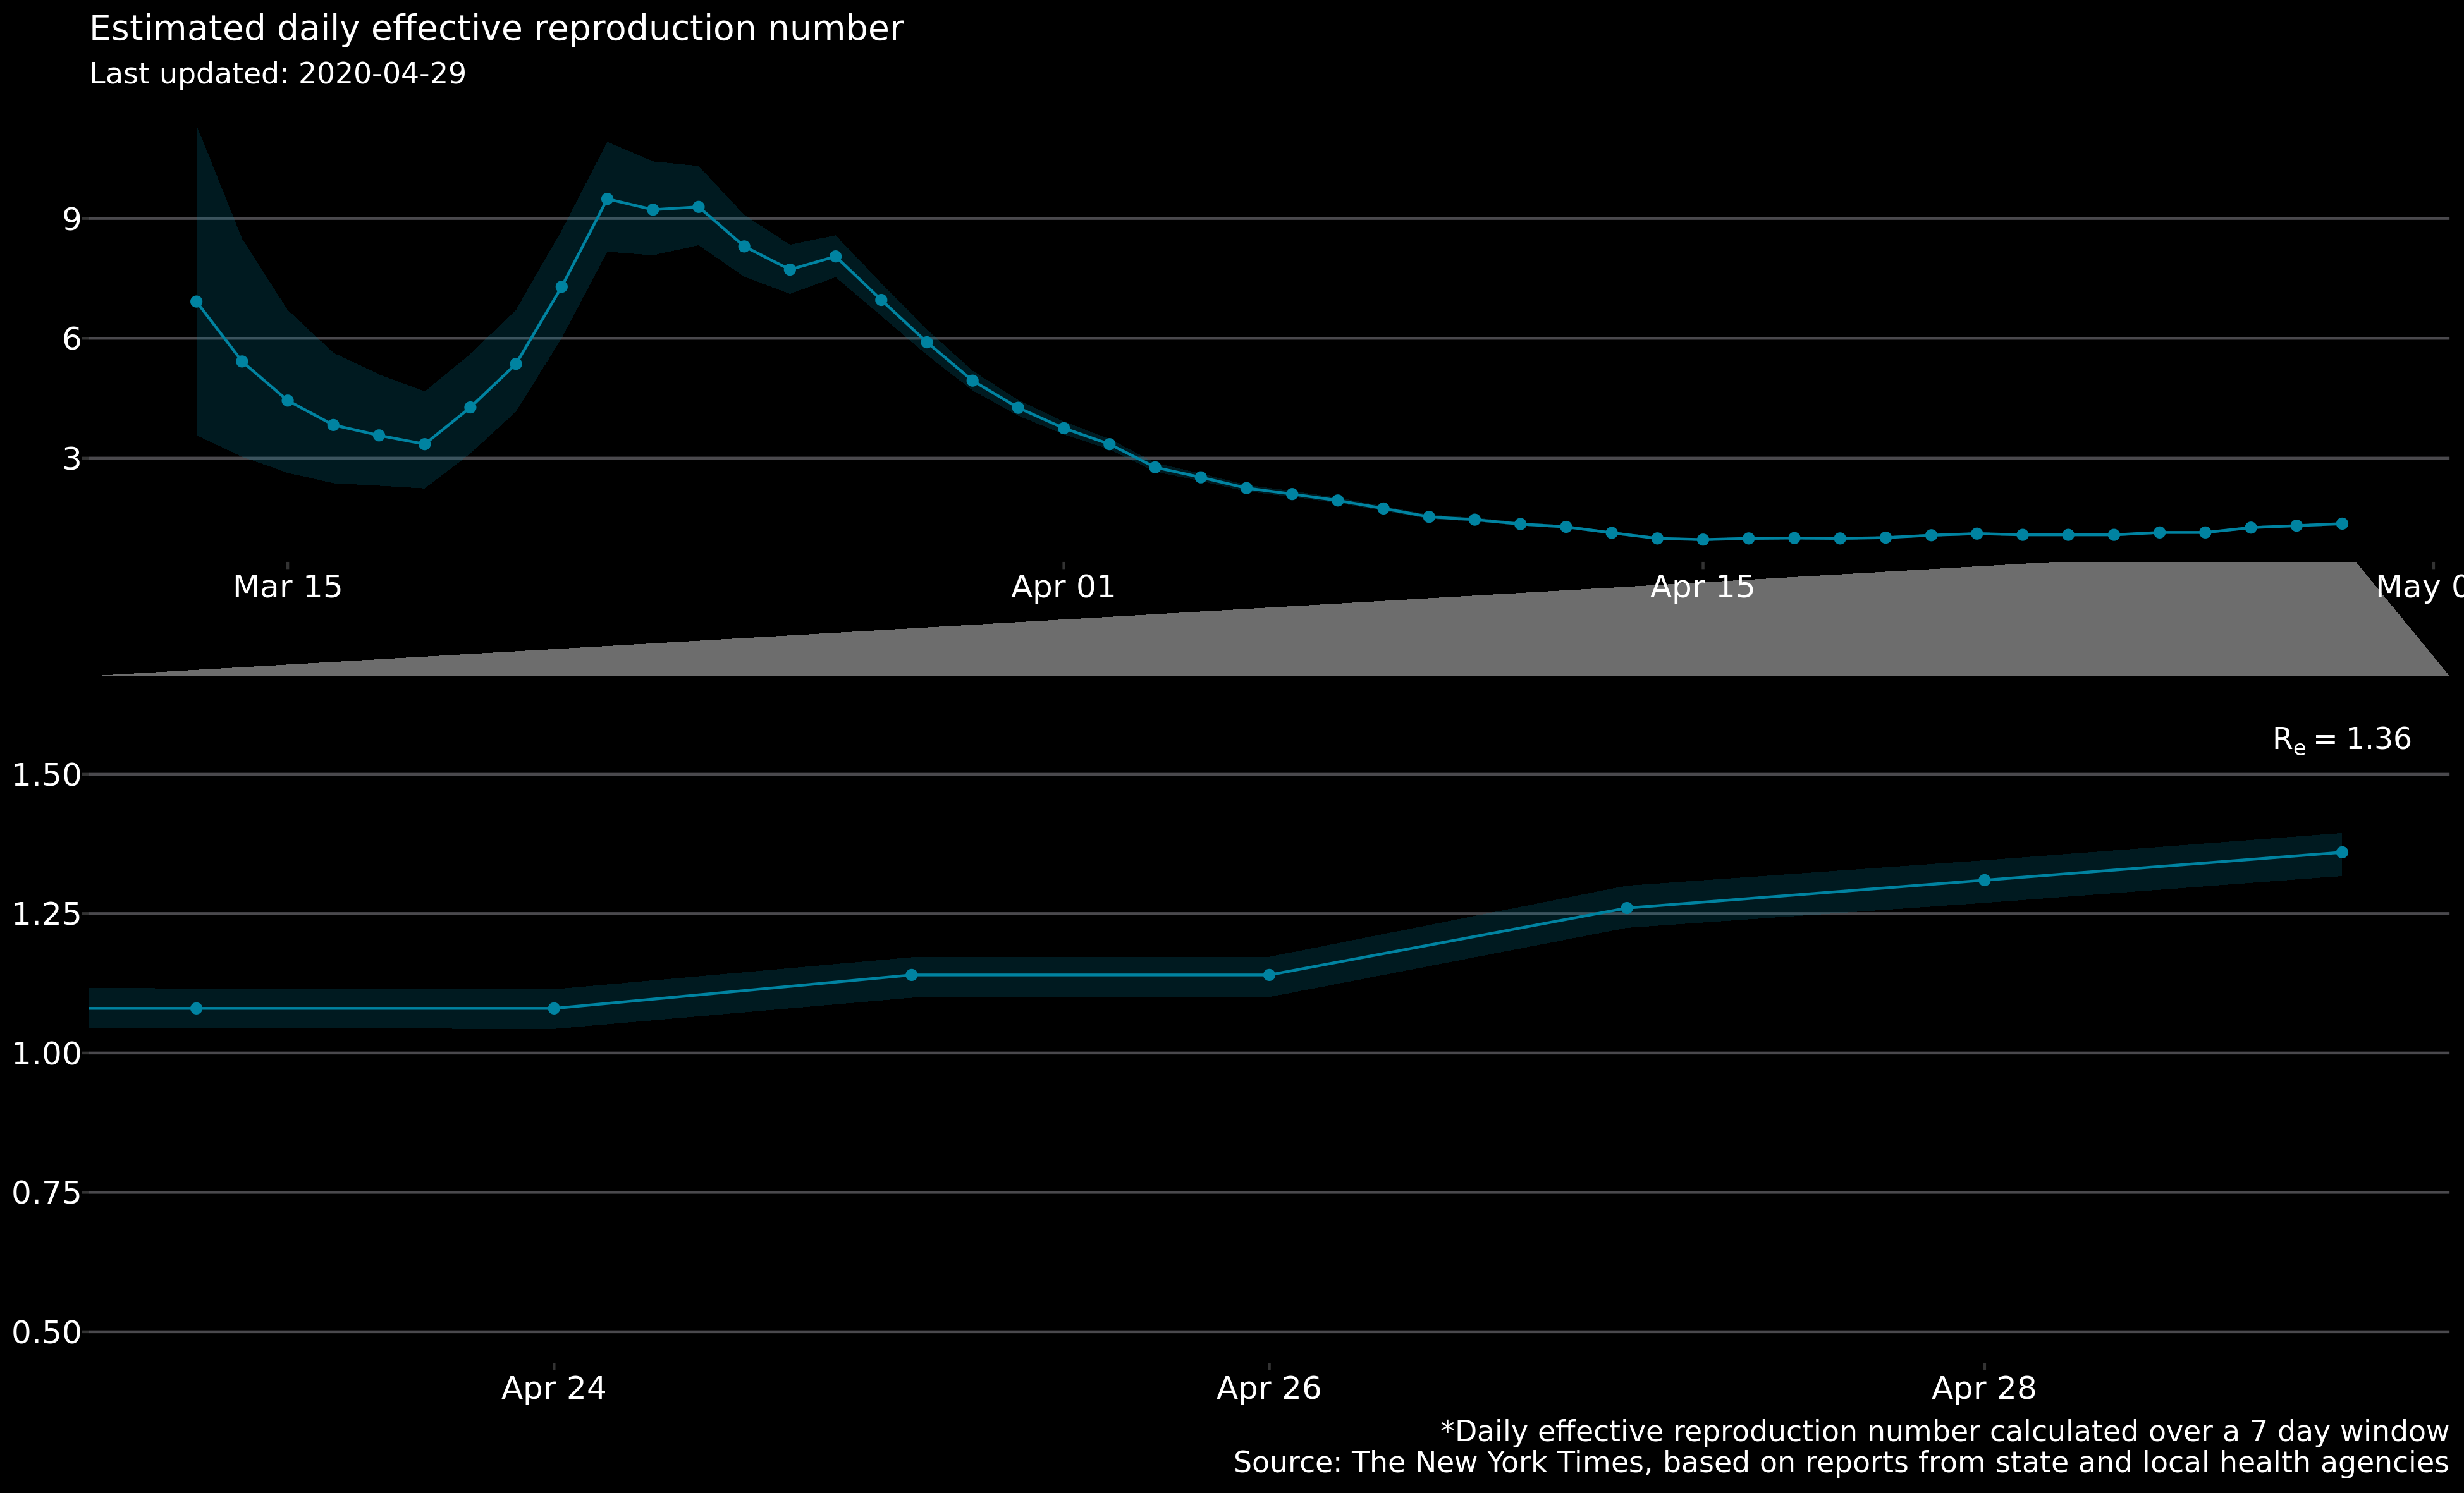 Estimated daily effective reproduction number
Last updated: 2020-04-29
9
6
3
Mar 15 Apr 01 Apr 15 May 0
Re = 1.36
1.50
1.25
1.00
0.75
0.50
Apr 24 Apr 26 Apr 28
*Daily effective reproduction number calculated over a 7 day window
Source: The New York Times, based on reports from state and local health agencies